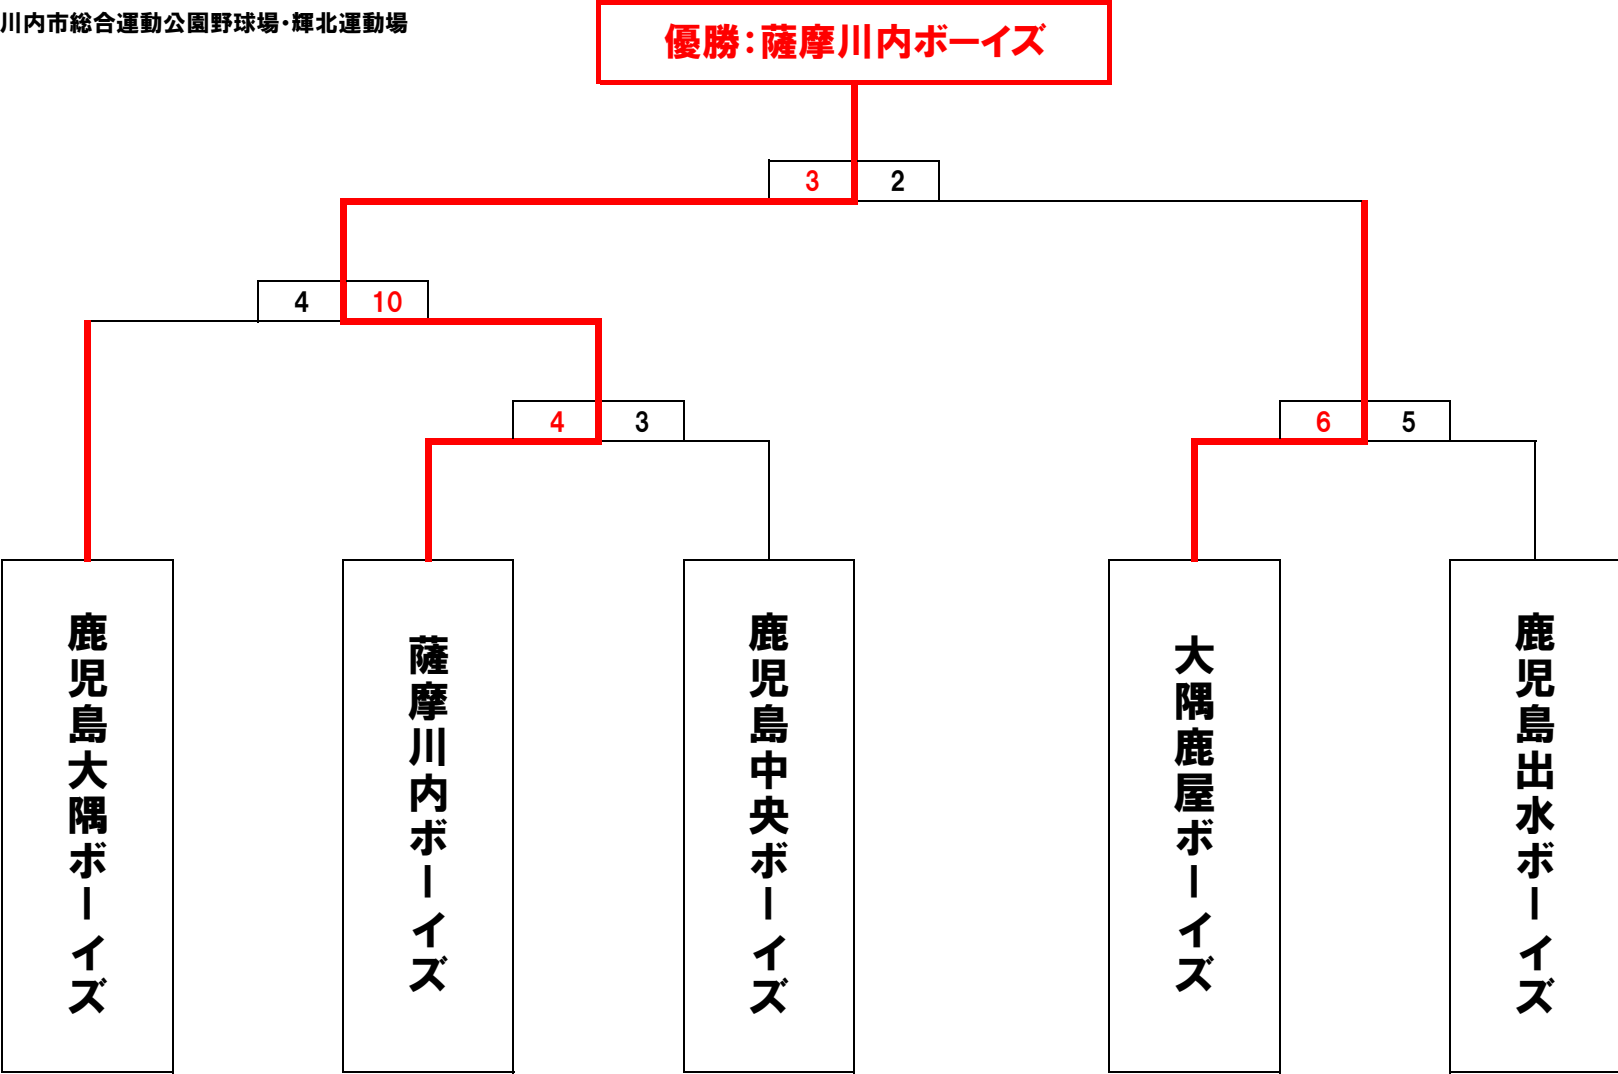 川内市総合運動公園野球場・輝北運動場
優勝：薩摩川内ボーイズ
3 2
4 10
4 3
6 5
鹿児島大隅ボーイズ
薩摩川内ボーイズ
鹿児島中央ボーイズ
大隅鹿屋ボーイズ
鹿児島出水ボーイズ